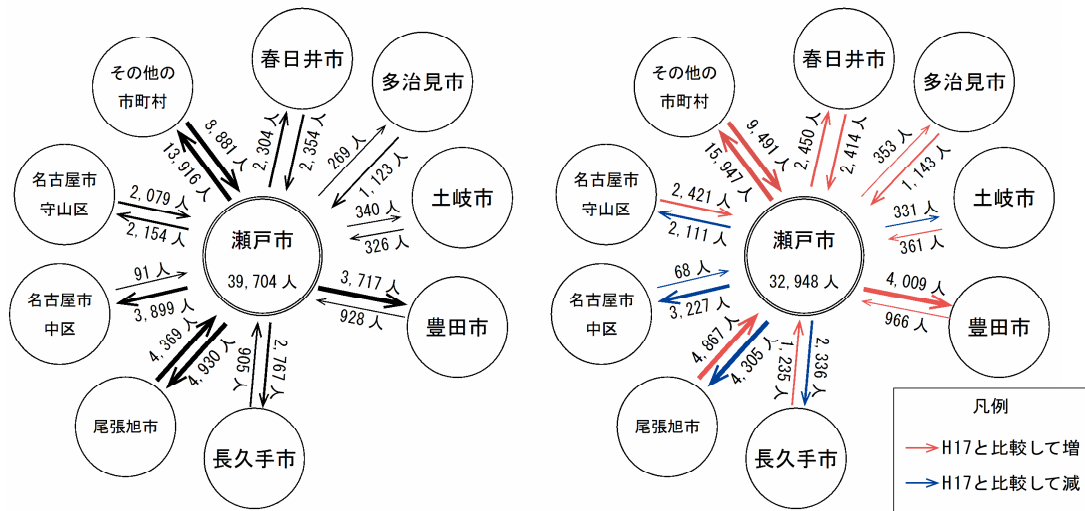 春日井市
その他の
市町村
多治見市
8,881 人
13,916 人
2,304 人
2,354 人
269 人
1,123 人
名古屋市
守山区
2,079 人
2,154 人
土岐市
340 人
326 人
瀬戸市
39,704 人
91 人
3,899 人
名古屋市
中区
3,717 人
928 人
豊田市
4,369 人
4,930 人
905 人
2,767 人
尾張旭市
長久手市
春日井市
その他の
市町村
多治見市
9,491 人
15,947 人
2,450 人
2,414 人
353 人
1,143 人
名古屋市
守山区
2,421 人
2,111 人
土岐市
331 人
361 人
瀬戸市
32,948 人
68 人
3,227 人
名古屋市
中区
4,009 人
966 人
豊田市
4,867 人
4,305 人
1,235 人
2,336 人
尾張旭市
長久手市
凡例
H17と比較して増
H17と比較して減